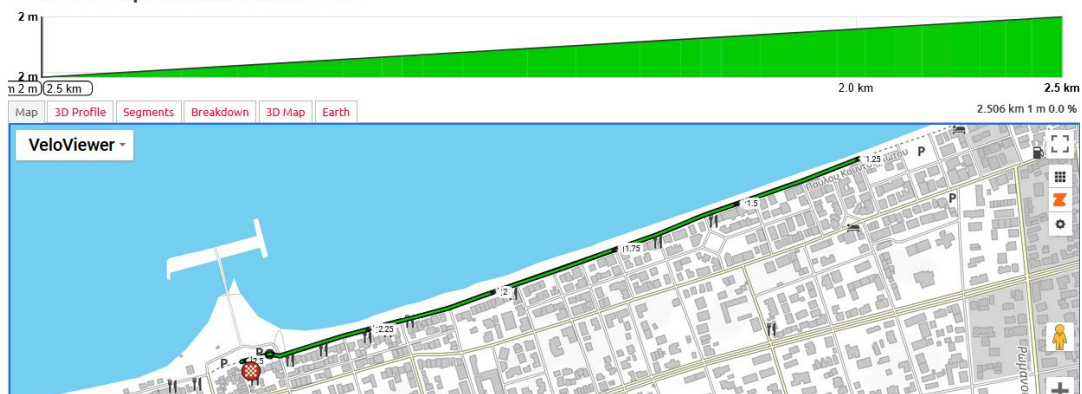 2 m
2 m
n 2 m
2.5 km
2.0 km
2.5 km
Map
3D Profile
Segments
Breakdown
3D Map
Earth
2.506 km 1 m 0.0 %
VeloViewer
P
1.25
P
1.5
1.75
2
2.25
P
P
2.5